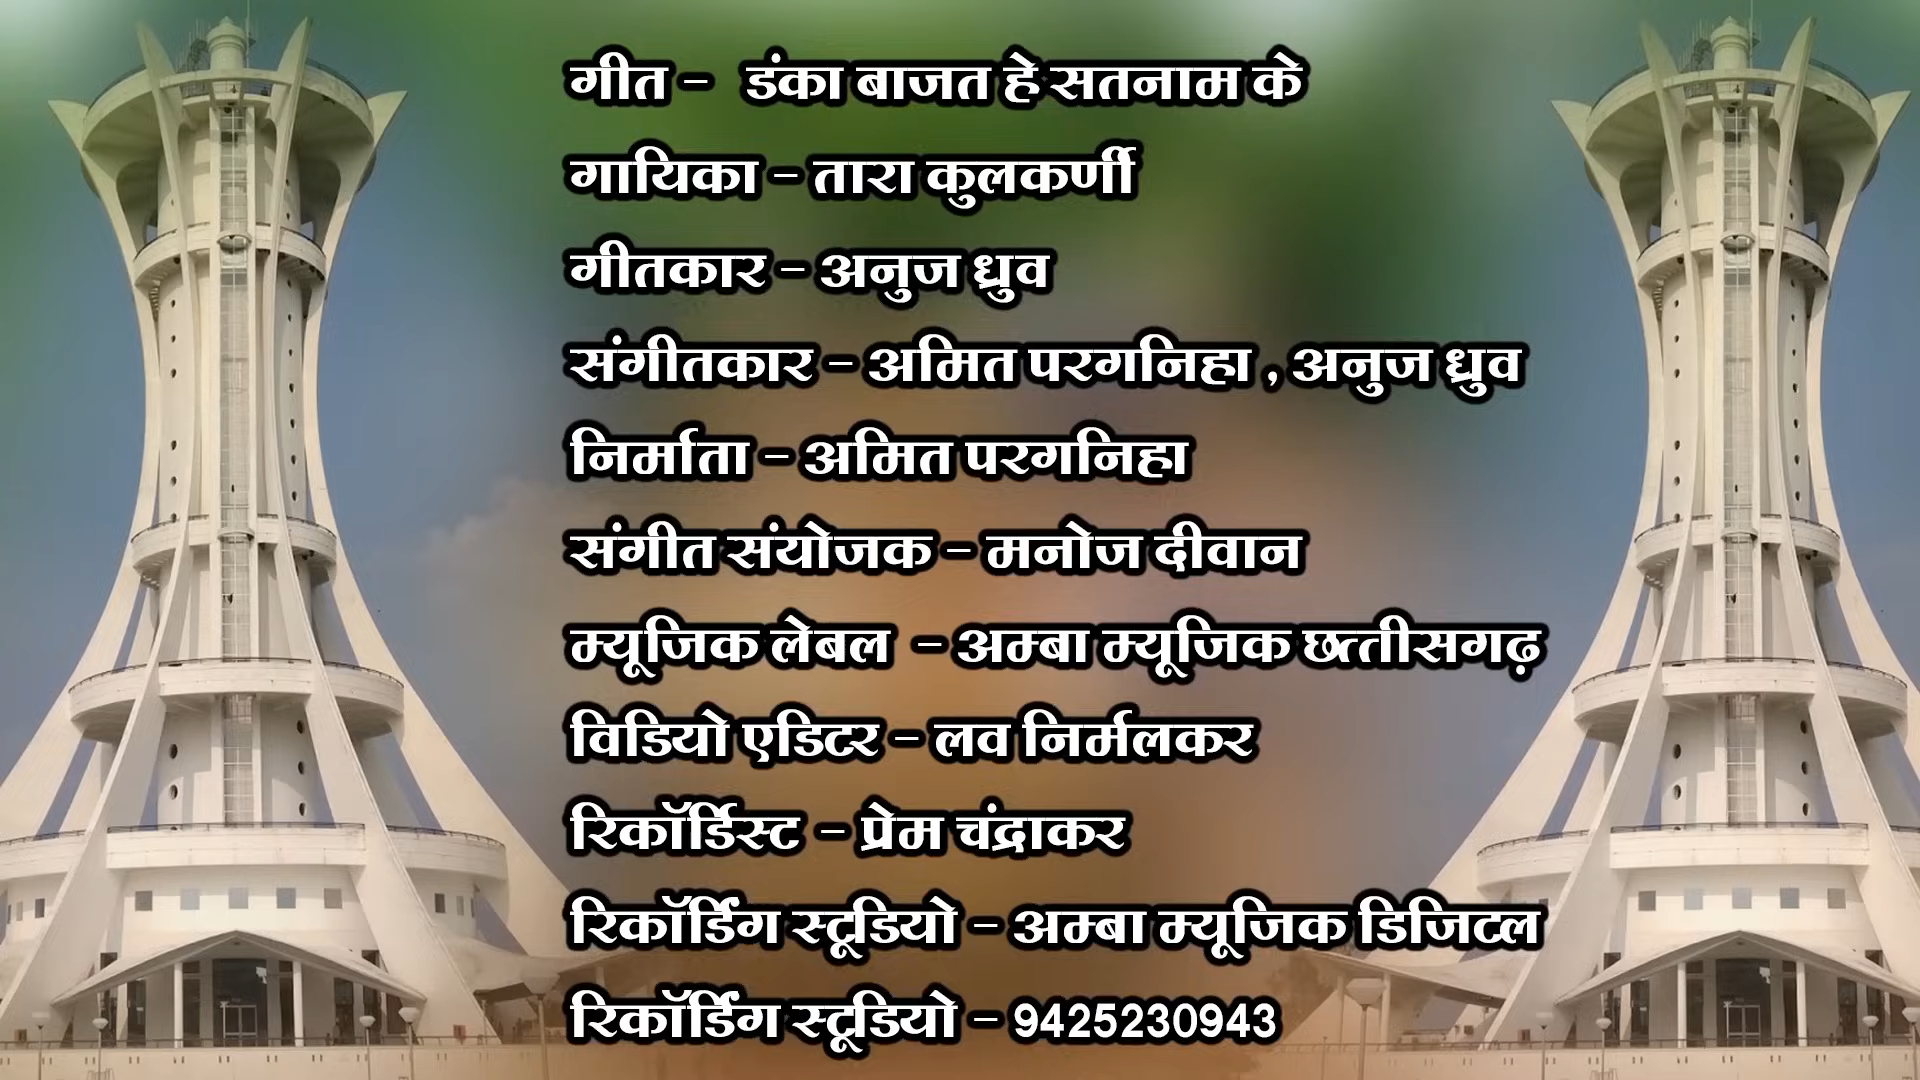 गीत - डंका बाजत हे सतनाम के
गायिका - तारा कुलकर्णी
गीतकार - अनुज ध्रुव
संगीतकार - अमित परगनिहा , अनुज ध्रुव
निर्माता - अमित परगनिहा
संगीत संयोजक - मनोज दीवान
म्यूजिक लेबल - अम्बा म्यूजिक छत्तीसगढ़
विडियो एडिटर - लव निर्मलकर
रिकॉर्डिस्ट - प्रेम चंद्राकर
रिकॉर्डिंग स्टूडियो - अम्बा म्यूजिक डिजिटल
रिकॉर्डिंग स्टूडियो - 9425230943